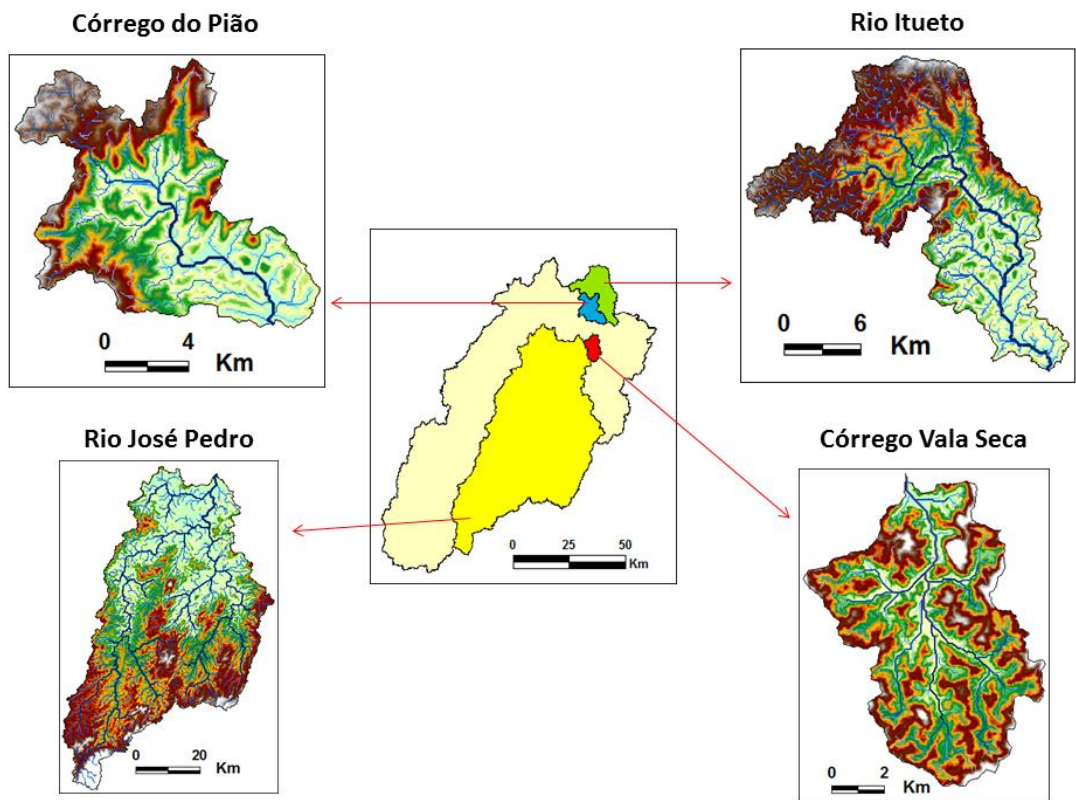 Córrego do Pião
Rio Itueto
0 4
Km
0 6
Km
Rio José Pedro
Córrego Vala Seca
0 25 50
Km
0 20
Km
0 2
Km